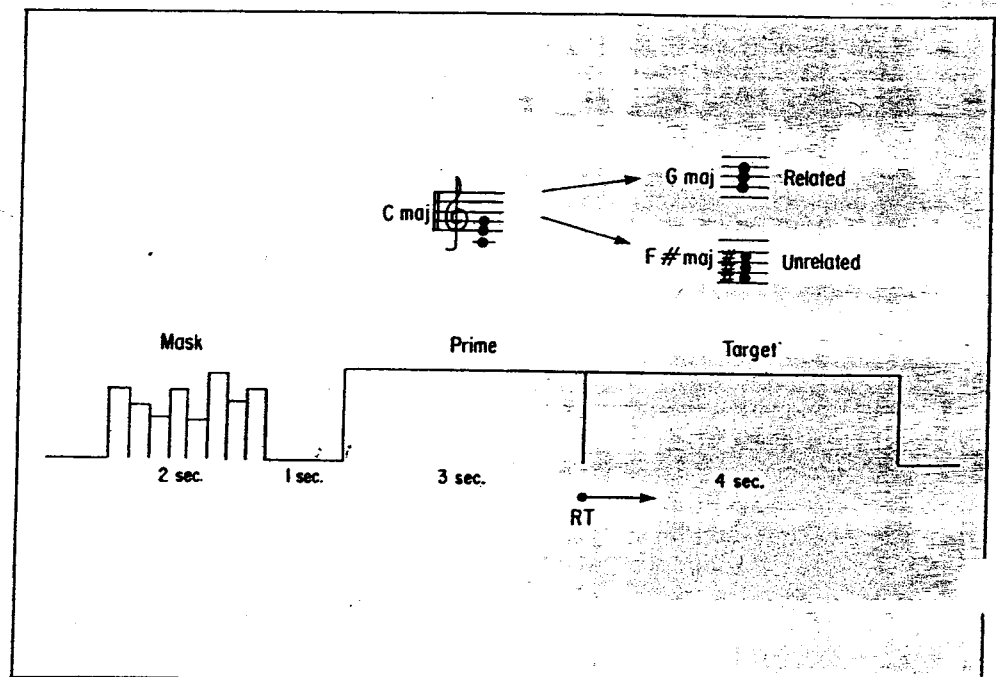 G maj Related
C maj
F# maj Unrelated
Mask Prime Target
2 sec. 1 sec. 3 sec. 4 sec.
RT